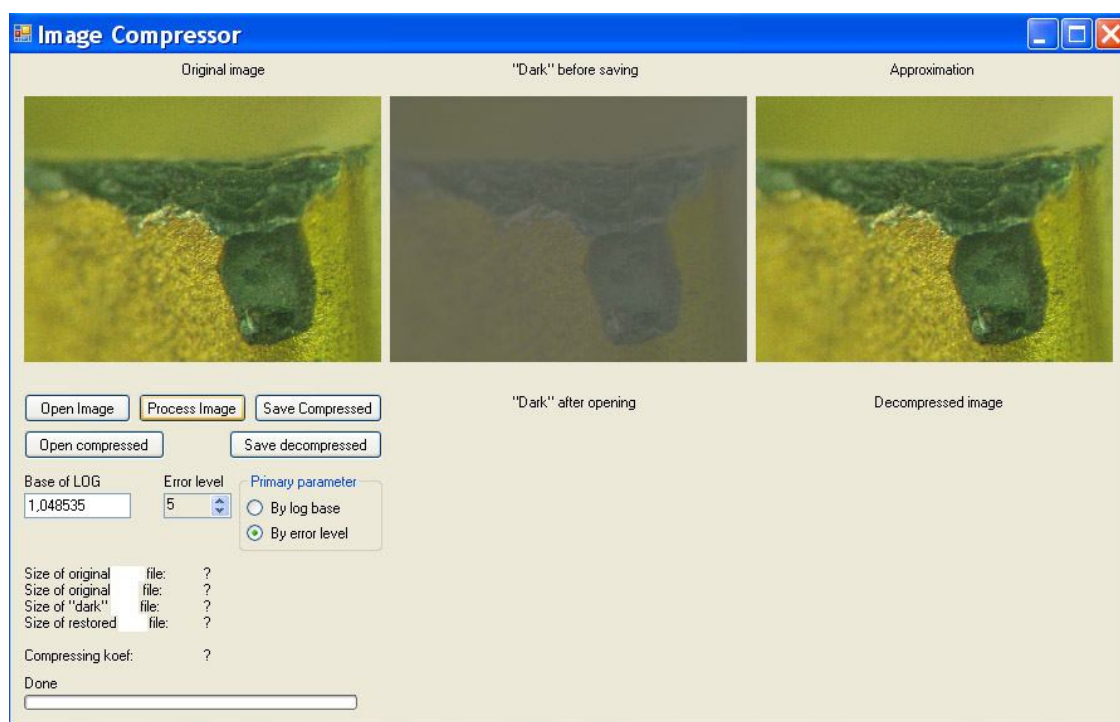 Image Compressor
Original image
"Dark" before saving
Approximation
Open Image
Process Image
Save Compressed
"Dark" after opening
Decompressed image
Open compressed
Save decompressed
Base of LOG
Error level
Primary parameter
1,048535
5
By log base
By error level
Size of original file: ?
Size of original file: ?
Size of "dark" file: ?
Size of restored file: ?
Compressing koef: ?
Done